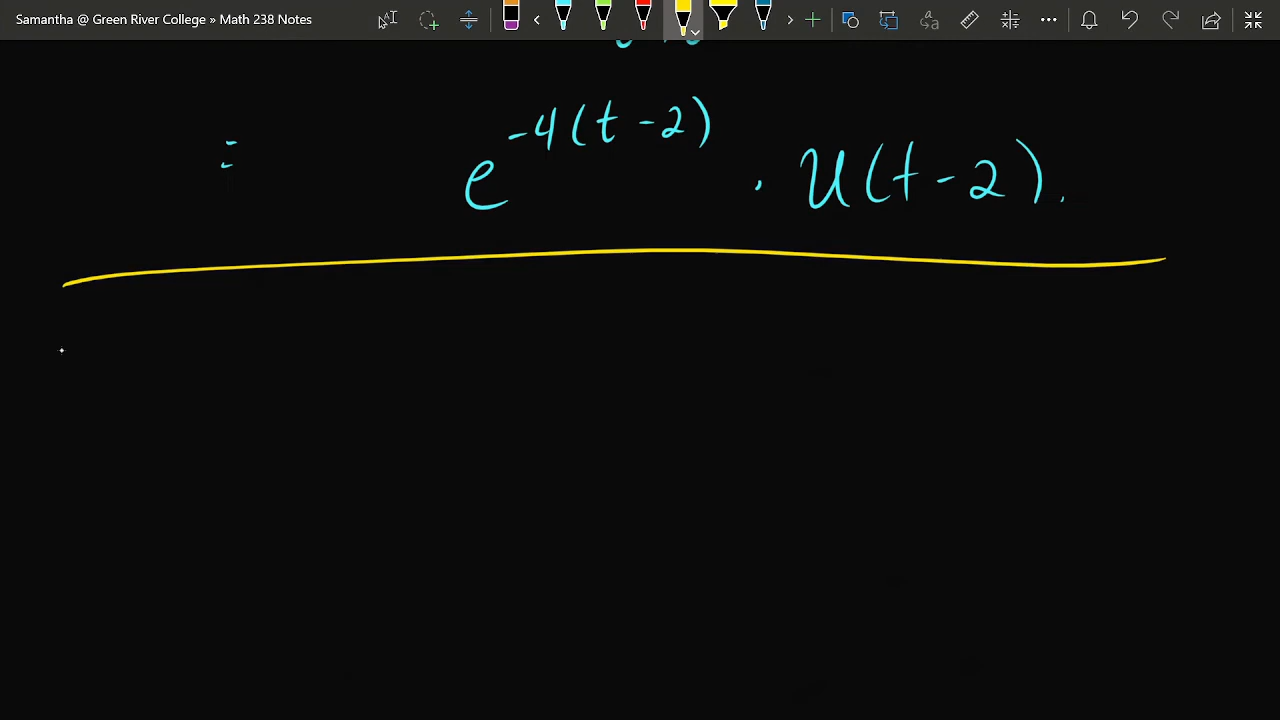 Samantha @ Green River College » Math 238 Notes
= e^{-4(t-2)} · U(t-2).